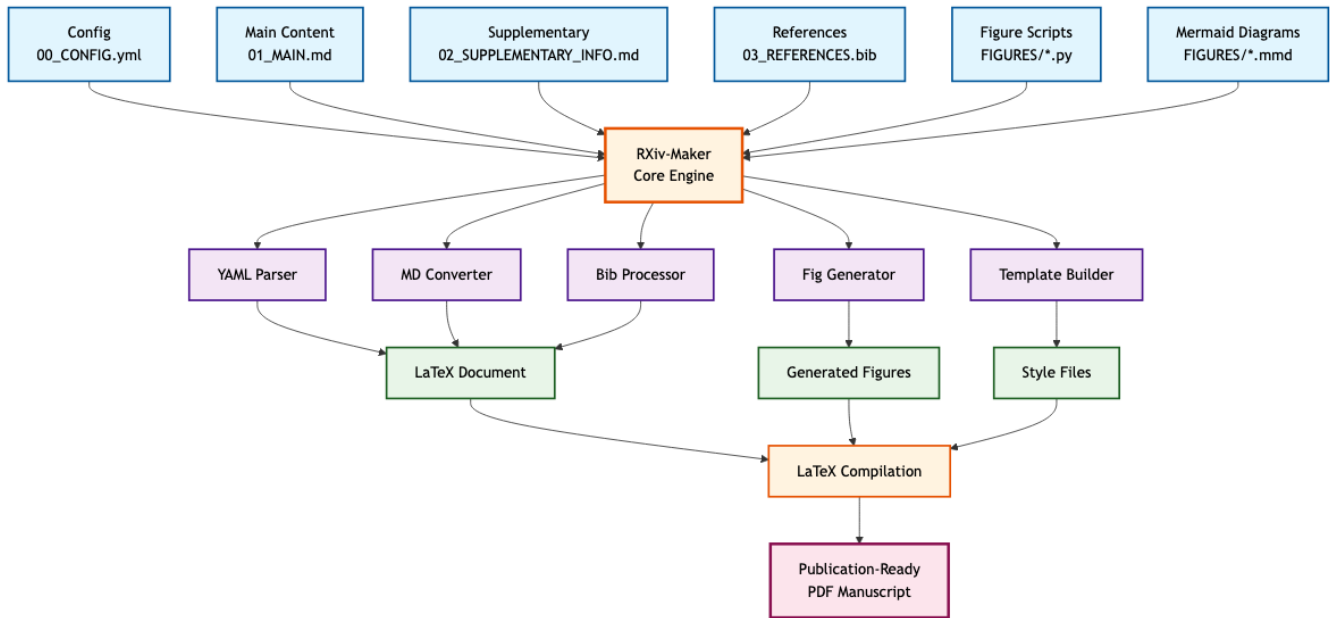 Config
00_CONFIG.yml
Main Content
01_MAIN.md
Supplementary
02_SUPPLEMENTARY_INFO.md
References
03_REFERENCES.bib
Figure Scripts
FIGURES/*.py
Mermaid Diagrams
FIGURES/*.mmd
RXiv-Maker
Core Engine
YAML Parser
MD Converter
Bib Processor
Fig Generator
Template Builder
LaTeX Document
Generated Figures
Style Files
LaTeX Compilation
Publication-Ready
PDF Manuscript